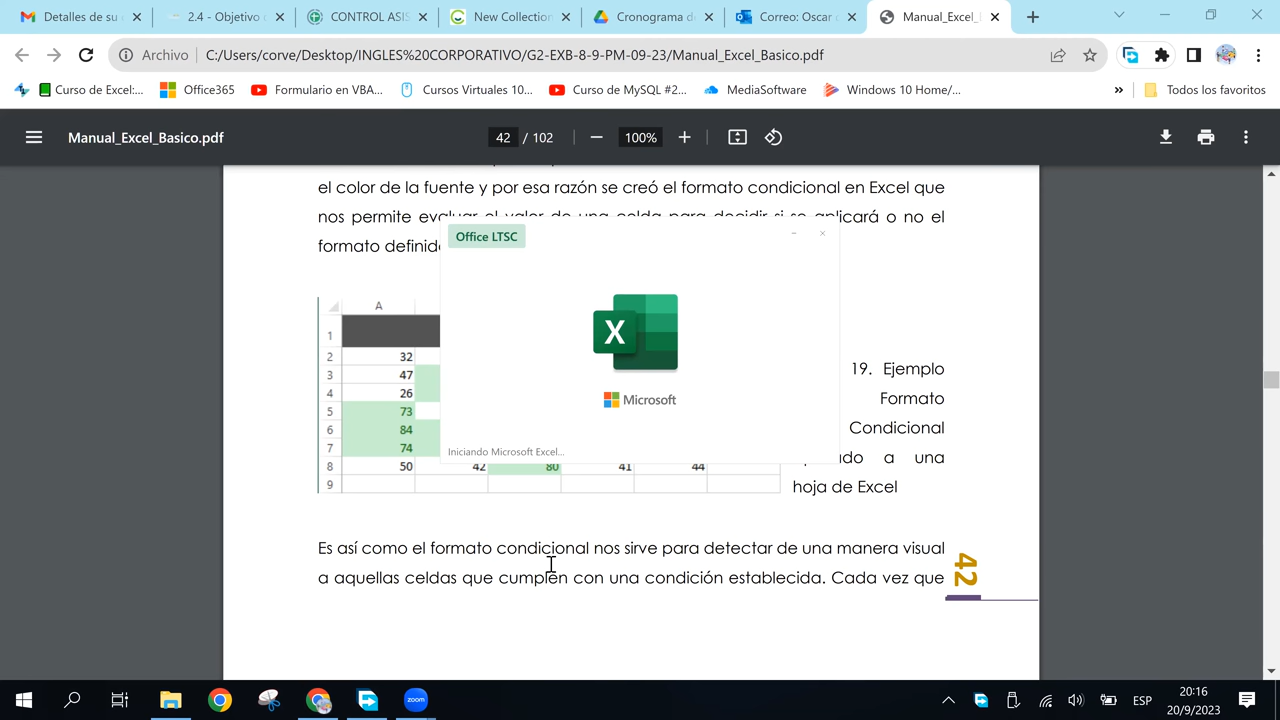 Detalles de su
2.4 - Objetivo
CONTROL ASIS
New Collection
Cronograma de
Correo: Oscar
Manual_Excel_
Archivo
C:/Users/corve/Desktop/INGLES%20CORPORATIVO/G2-EXB-8-9-PM-09-23/Manual_Excel_Basico.pdf
Curso de Excel:...
Office365
Formulario en VBA...
Cursos Virtuales 10...
Curso de MySQL #2...
MediaSoftware
Windows 10 Home/...
»
Todos los favoritos
Manual_Excel_Basico.pdf
42 / 102
100%
el color de la fuente y por esa razón se creó el formato condicional en Excel que
nos permite evaluar el valor de una celda para decidir si se aplicará o no el
formato
Office LTSC
X
Microsoft
Iniciando Microsoft Excel...
A
1
2 32
3 47
4 26
5 73
6 84
7 74
8 50 42 80 41 44
9
19. Ejemplo
Formato
Condicional
a una
hoja de Excel
Es así como el formato condicional nos sirve para detectar de una manera visual
a aquellas celdas que cumplen con una condición establecida. Cada vez que
42
zoom
ESP
20:16
20/9/2023